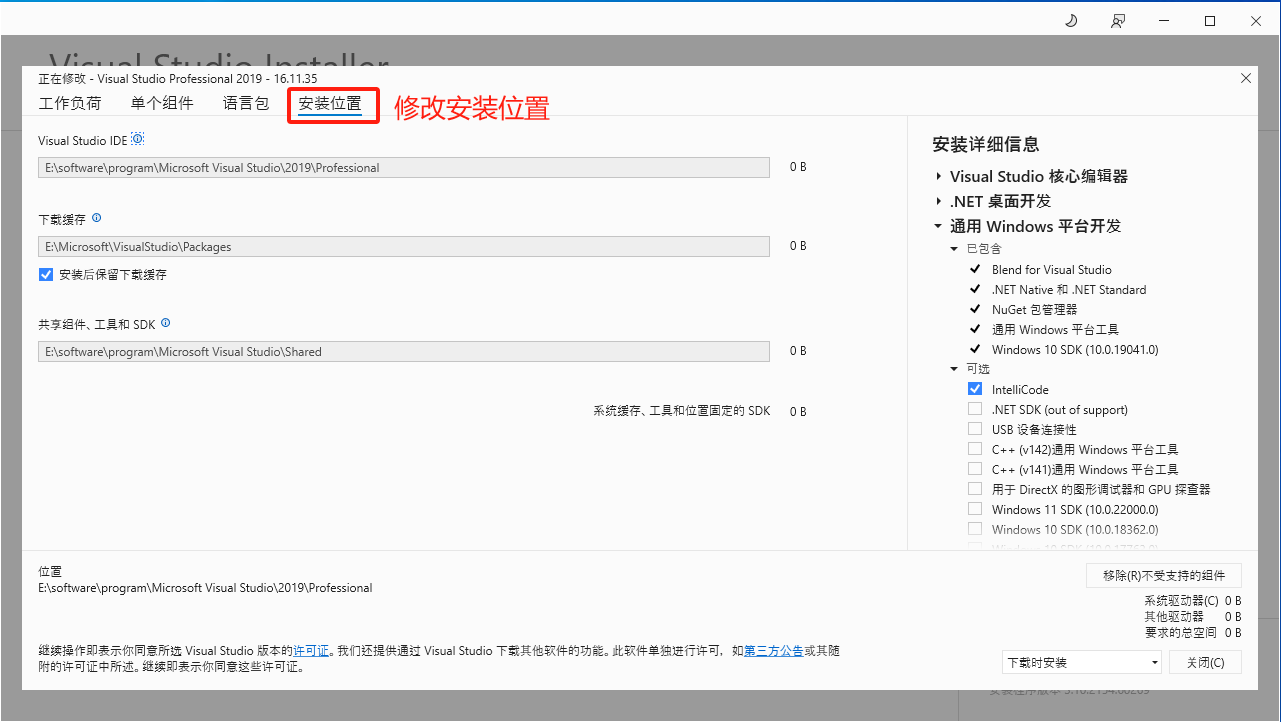 Visual Studio Installer
正在修改 - Visual Studio Professional 2019 - 16.11.35
工作负荷 单个组件 语言包 安装位置 修改安装位置
Visual Studio IDE
E:\software\program\Microsoft Visual Studio\2019\Professional 0 B
下载缓存
E:\Microsoft\VisualStudio\Packages 0 B
安装后保留下载缓存
共享组件、工具和 SDK
E:\software\program\Microsoft Visual Studio\Shared 0 B
系统缓存、工具和位置固定的 SDK 0 B
安装详细信息
Visual Studio 核心编辑器
.NET 桌面开发
通用 Windows 平台开发
已包含
Blend for Visual Studio
.NET Native 和 .NET Standard
NuGet 包管理器
通用 Windows 平台工具
Windows 10 SDK (10.0.19041.0)
可选
IntelliCode
.NET SDK (out of support)
USB 设备连接性
C++ (v142)通用 Windows 平台工具
C++ (v141)通用 Windows 平台工具
用于 DirectX 的图形调试器和 GPU 探查器
Windows 11 SDK (10.0.22000.0)
Windows 10 SDK (10.0.18362.0)
位置
E:\software\program\Microsoft Visual Studio\2019\Professional
移除(R)不受支持的组件
系统驱动器(C) 0 B
其他驱动器 0 B
要求的总空间 0 B
继续操作即表示你同意所选 Visual Studio 版本的许可证。我们还提供通过 Visual Studio 下载其他软件的功能。此软件单独进行许可，如第三方公告或其随
附的许可证中所述。继续即表示你同意这些许可证。
下载时安装 关闭(C)